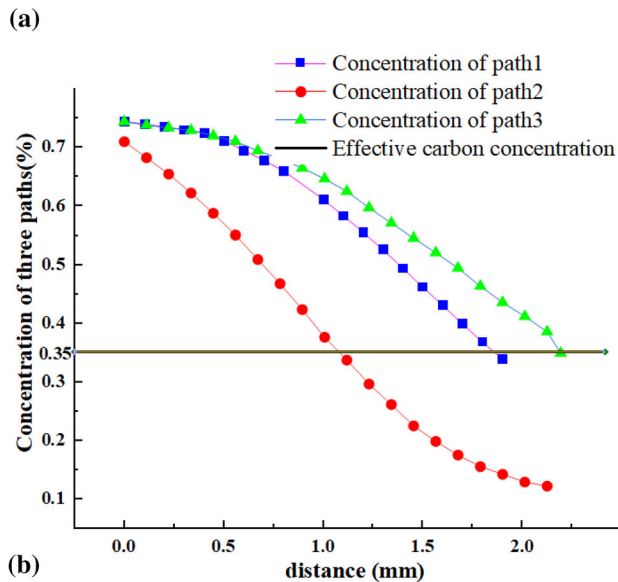 (a)
Concentration of path1
Concentration of path2
Concentration of path3
Effective carbon concentration
Concentration of three paths(%)
0.7
0.6
0.5
0.4
0.35
0.3
0.2
0.1
0.0
0.5
1.0
1.5
2.0
distance (mm)
(b)